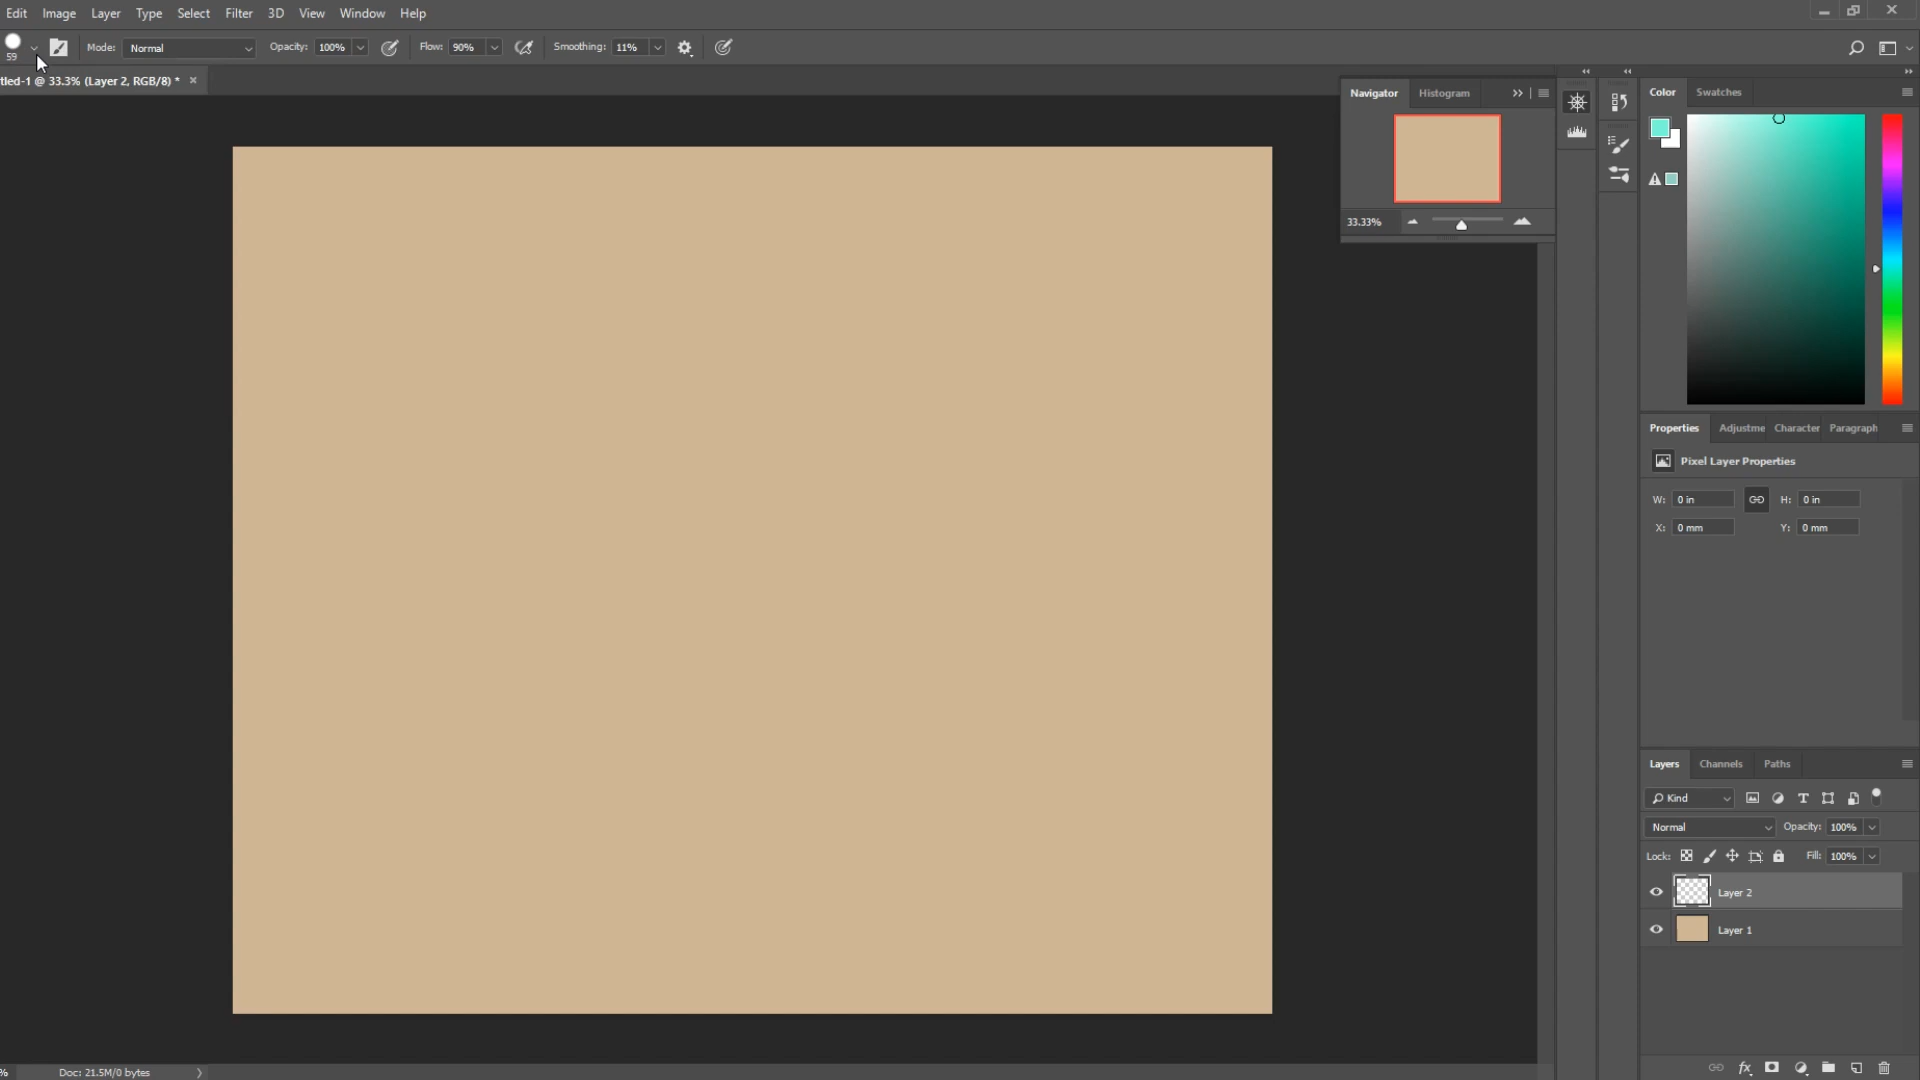 Edit Image Layer Type Select Filter 3D View Window Help
59 Mode: Normal Opacity: 100% Flow: 90% Smoothing: 11%
tled-1 @ 33.3% (Layer 2, RGB/8) *
Navigator Histogram
33.33%
Color Swatches
Properties Adjustme Character Paragraph
Pixel Layer Properties
W: 0 in H: 0 in
X: 0 mm Y: 0 mm
Layers Channels Paths
Kind
Normal Opacity: 100%
Lock: Fill: 100%
Layer 2
Layer 1
% Doc: 21.5M/0 bytes